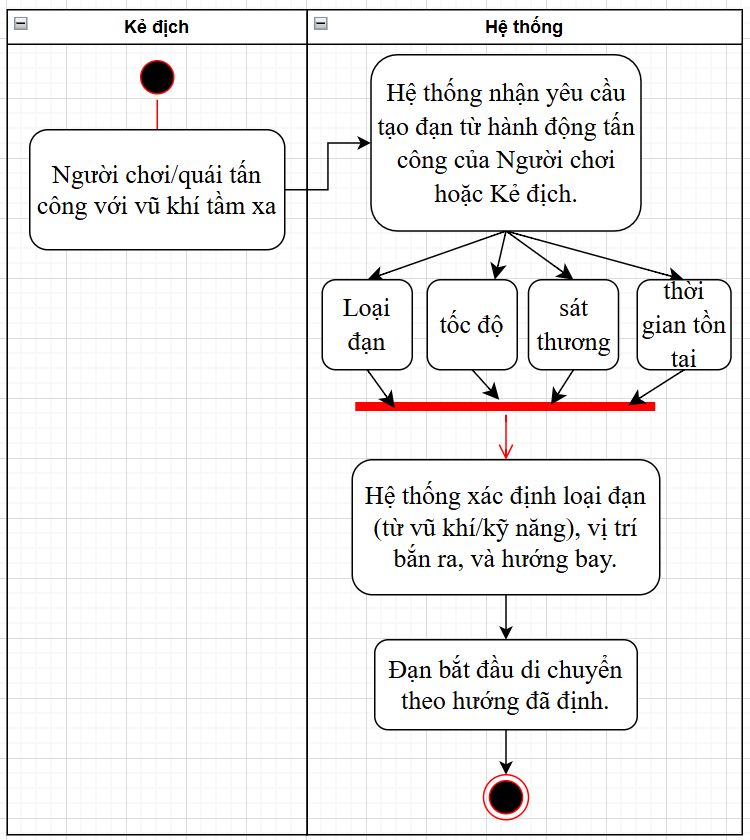 Kẻ địch
Hệ thống
Người chơi/quái tấn
công với vũ khí tầm xa
Hệ thống nhận yêu cầu
tạo đạn từ hành động tấn
công của Người chơi
hoặc Kẻ địch.
Loại
đạn
tốc độ
sát
thương
thời
gian tồn
tai
Hệ thống xác định loại đạn
(từ vũ khí/kỹ năng), vị trí
bắn ra, và hướng bay.
Đạn bắt đầu di chuyển
theo hướng đã định.